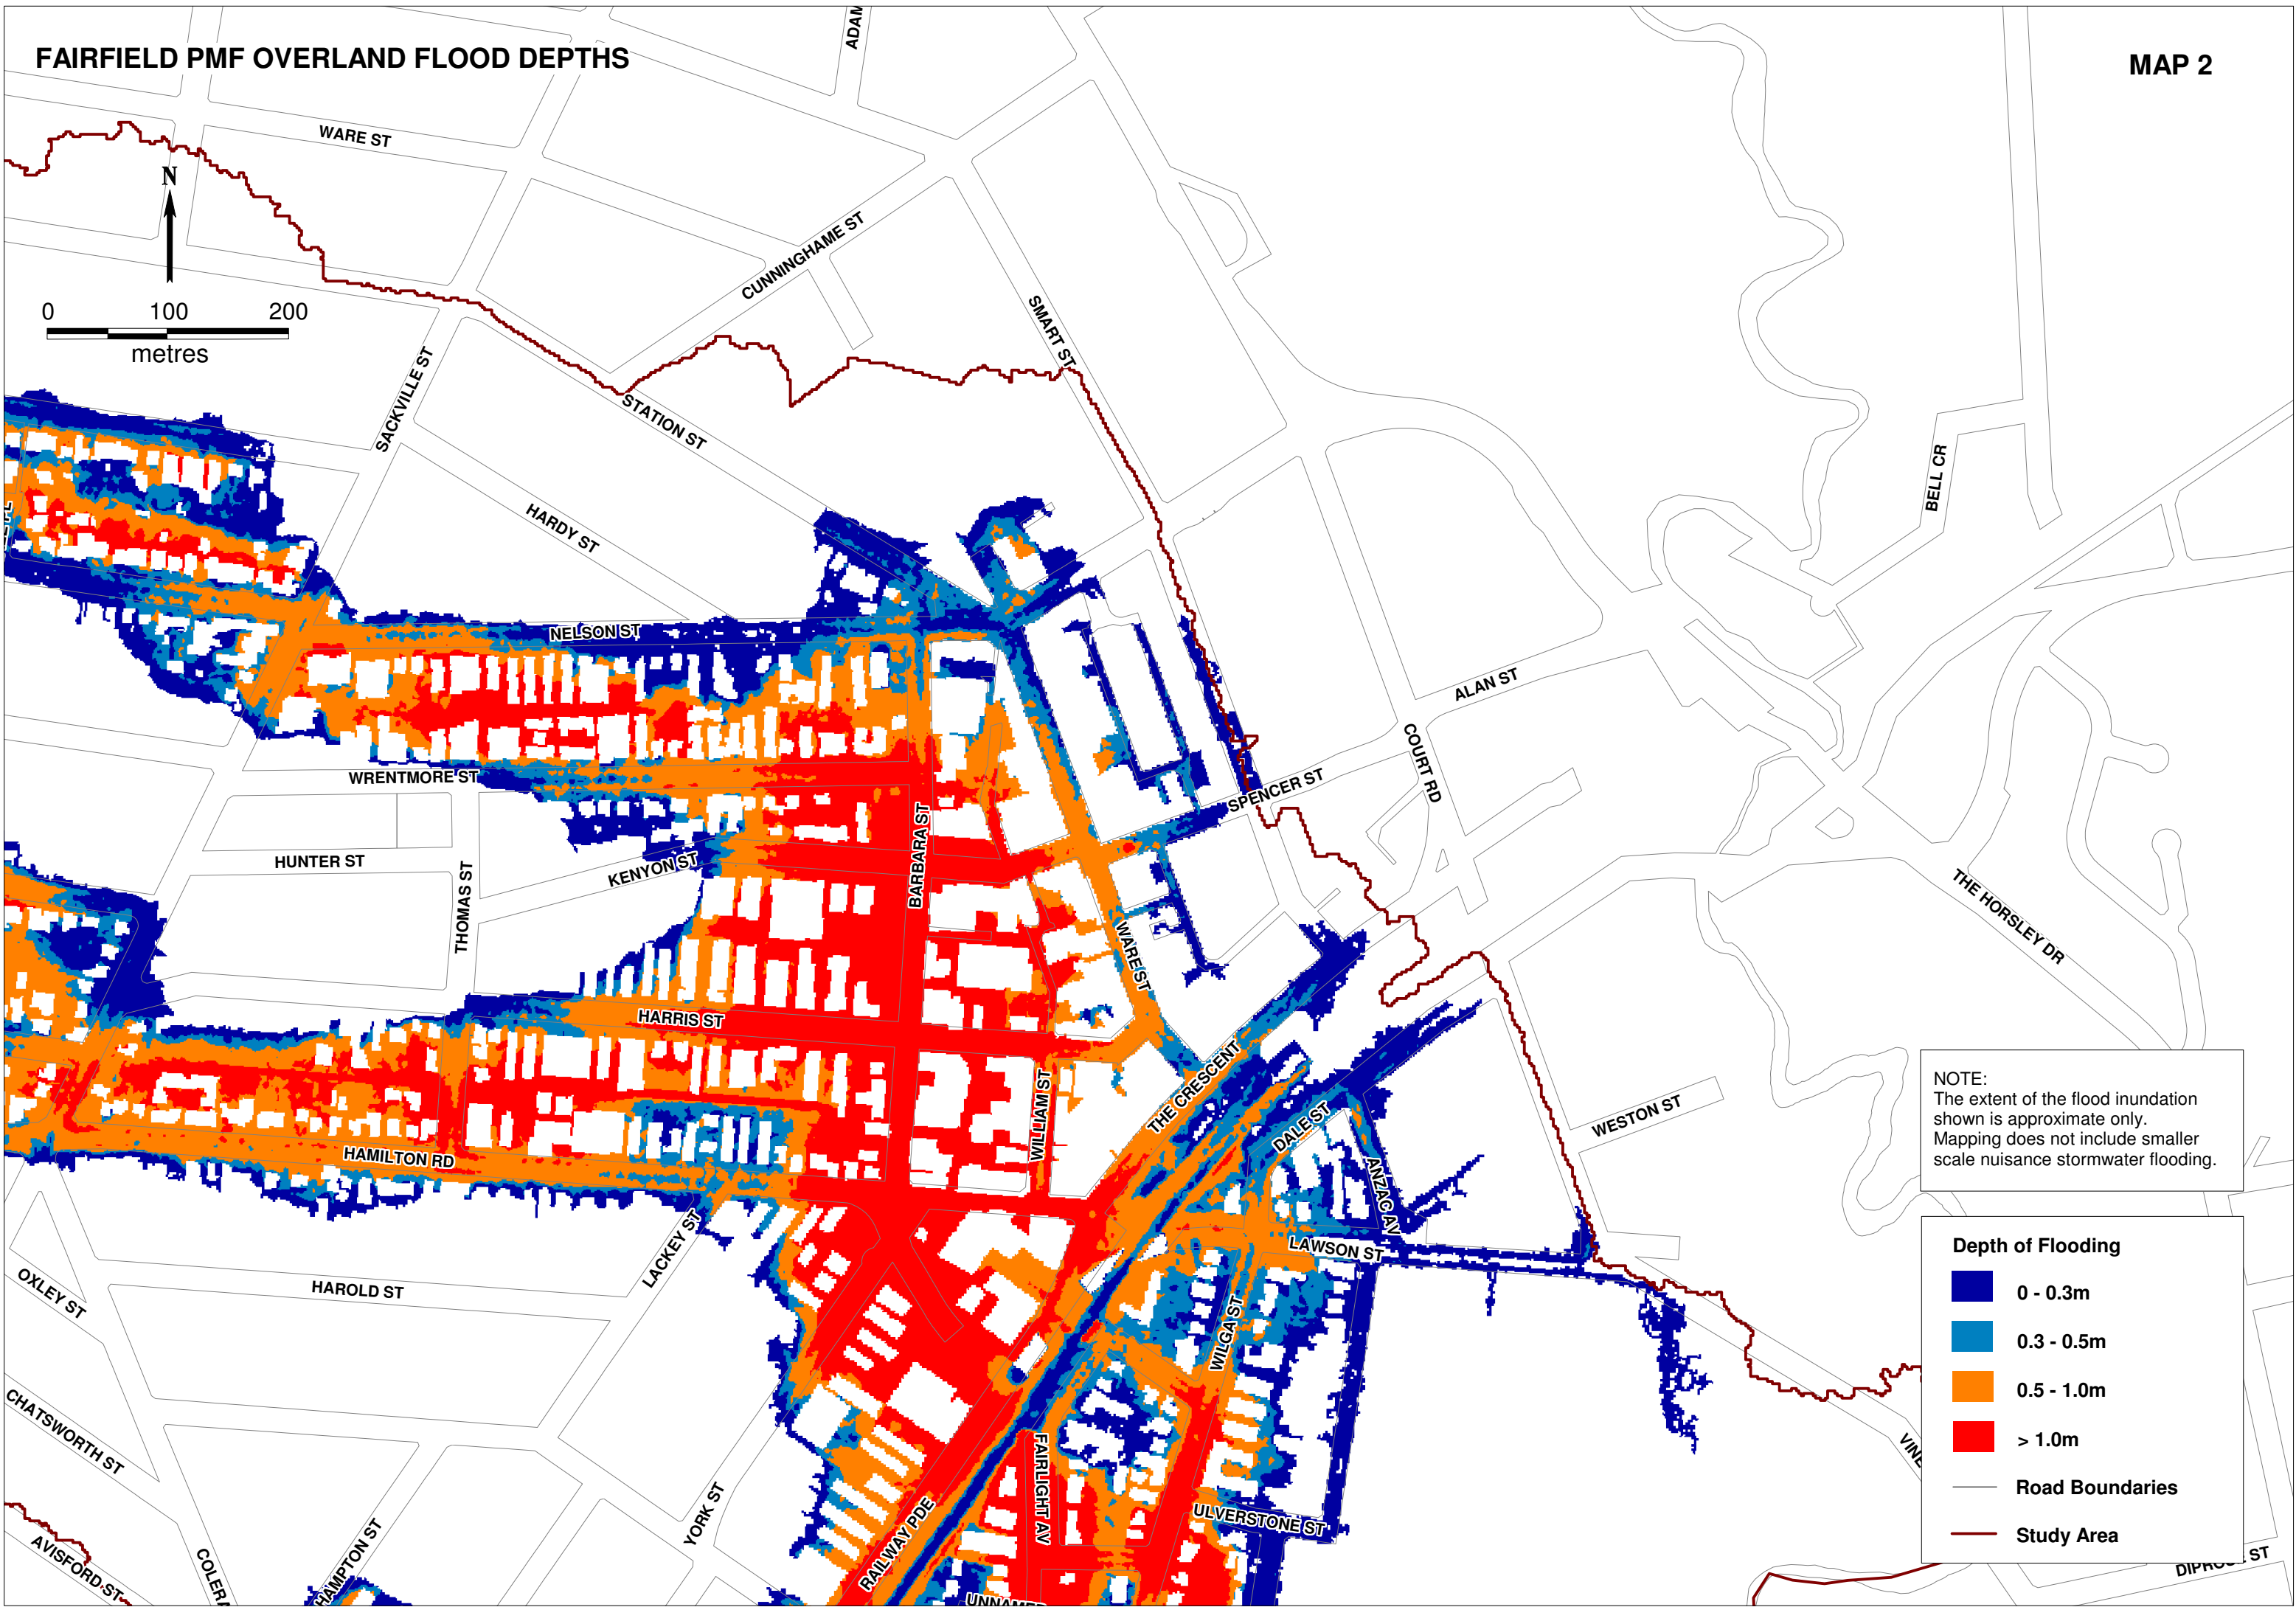 FAIRFIELD PMF OVERLAND FLOOD DEPTHS
MAP 2
ADAM
WARE ST
N
0 100 200
metres
CUNNINGHAME ST
SMART ST
SACKVILLE ST
STATION ST
BELL CR
HARDY ST
NELSON ST
ALAN ST
COURT RD
WRENTMORE ST
SPENCER ST
BARBARA ST
HUNTER ST
KENYON ST
THOMAS ST
THE HORSLEY DR
WARE ST
HARRIS ST
THE CRESCENT
WILLIAM ST
DALE ST
WESTON ST
HAMILTON RD
ANZAC AV
LAWSON ST
LACKEY ST
HAROLD ST
OXLEY ST
WILGA ST
CHATSWORTH ST
FAIRLIGHT AV
YORK ST
RAILWAY PDE
ULVERSTONE ST
HAMPTON ST
COLERA
AVISFORD ST
UNNAMED
VINE
DIPROSE ST
NOTE:
The extent of the flood inundation
shown is approximate only.
Mapping does not include smaller
scale nuisance stormwater flooding.
Depth of Flooding
0 - 0.3m
0.3 - 0.5m
0.5 - 1.0m
> 1.0m
Road Boundaries
Study Area